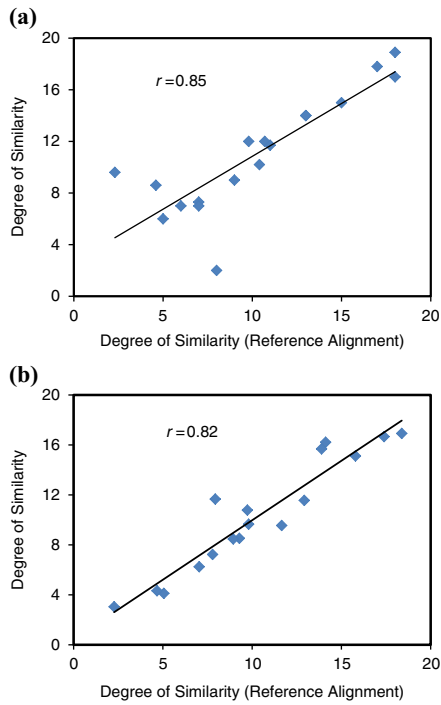 (a)
20
16
12
8
4
0
r=0.85
Degree of Similarity
0 5 10 15 20
Degree of Similarity (Reference Alignment)
(b)
20
16
12
8
4
0
r=0.82
Degree of Similarity
0 5 10 15 20
Degree of Similarity (Reference Alignment)